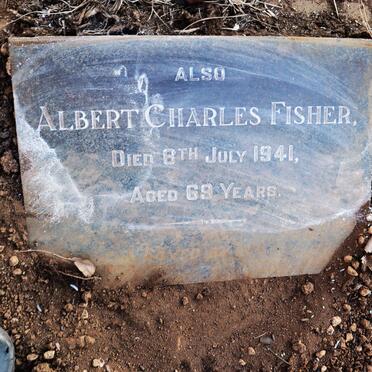 ALSO
ALBERT CHARLES FISHER,
DIED 8TH JULY 1941,
AGED 69 YEARS.